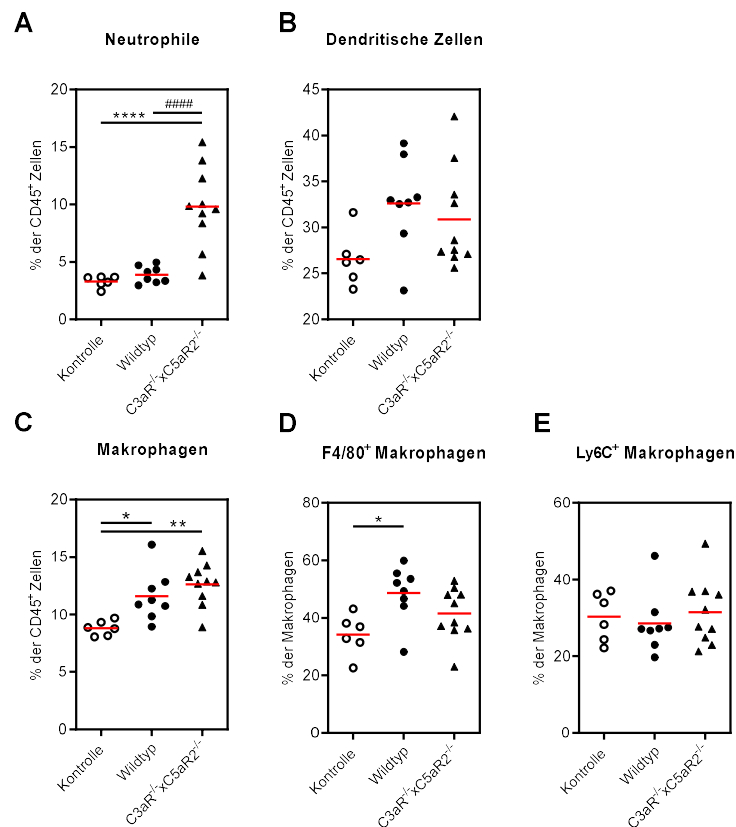 A
Neutrophile
% der CD45⁺ Zellen
20
15
10
5
0
####
****
Kontrolle
Wildtyp
C3aR⁻/⁻xC5aR2⁻/⁻
B
Dendritische Zellen
% der CD45⁺ Zellen
45
40
35
30
25
20
Kontrolle
Wildtyp
C3aR⁻/⁻xC5aR2⁻/⁻
C
Makrophagen
% der CD45⁺ Zellen
20
15
10
5
0
*
**
Kontrolle
Wildtyp
C3aR⁻/⁻xC5aR2⁻/⁻
D
F4/80⁺ Makrophagen
% der Makrophagen
80
60
40
20
0
*
Kontrolle
Wildtyp
C3aR⁻/⁻xC5aR2⁻/⁻
E
Ly6C⁺ Makrophagen
% der Makrophagen
60
40
20
0
Kontrolle
Wildtyp
C3aR⁻/⁻xC5aR2⁻/⁻